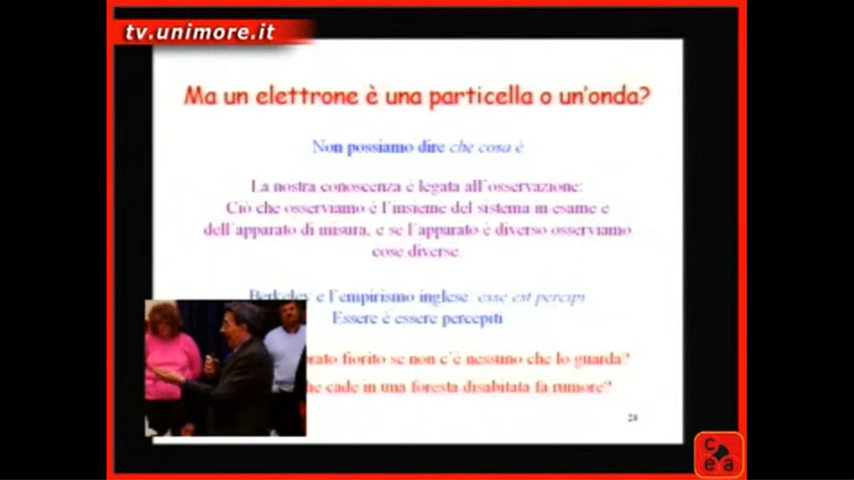 tv.unimore.it
Ma un elettrone è una particella o un'onda?
Non possiamo dire che cosa è
La nostra conoscenza è legata all'osservazione:
Ciò che osserviamo è l'insieme del sistema in esame e
dell'apparato di misura, e se l'apparato è diverso osserviamo
cose diverse.
Berkeley e l'empirismo inglese: esse est percipi
Essere è essere percepiti
fiorito se non c'è nessuno che lo guarda?
cade in una foresta disabitata fa rumore?
24
cea